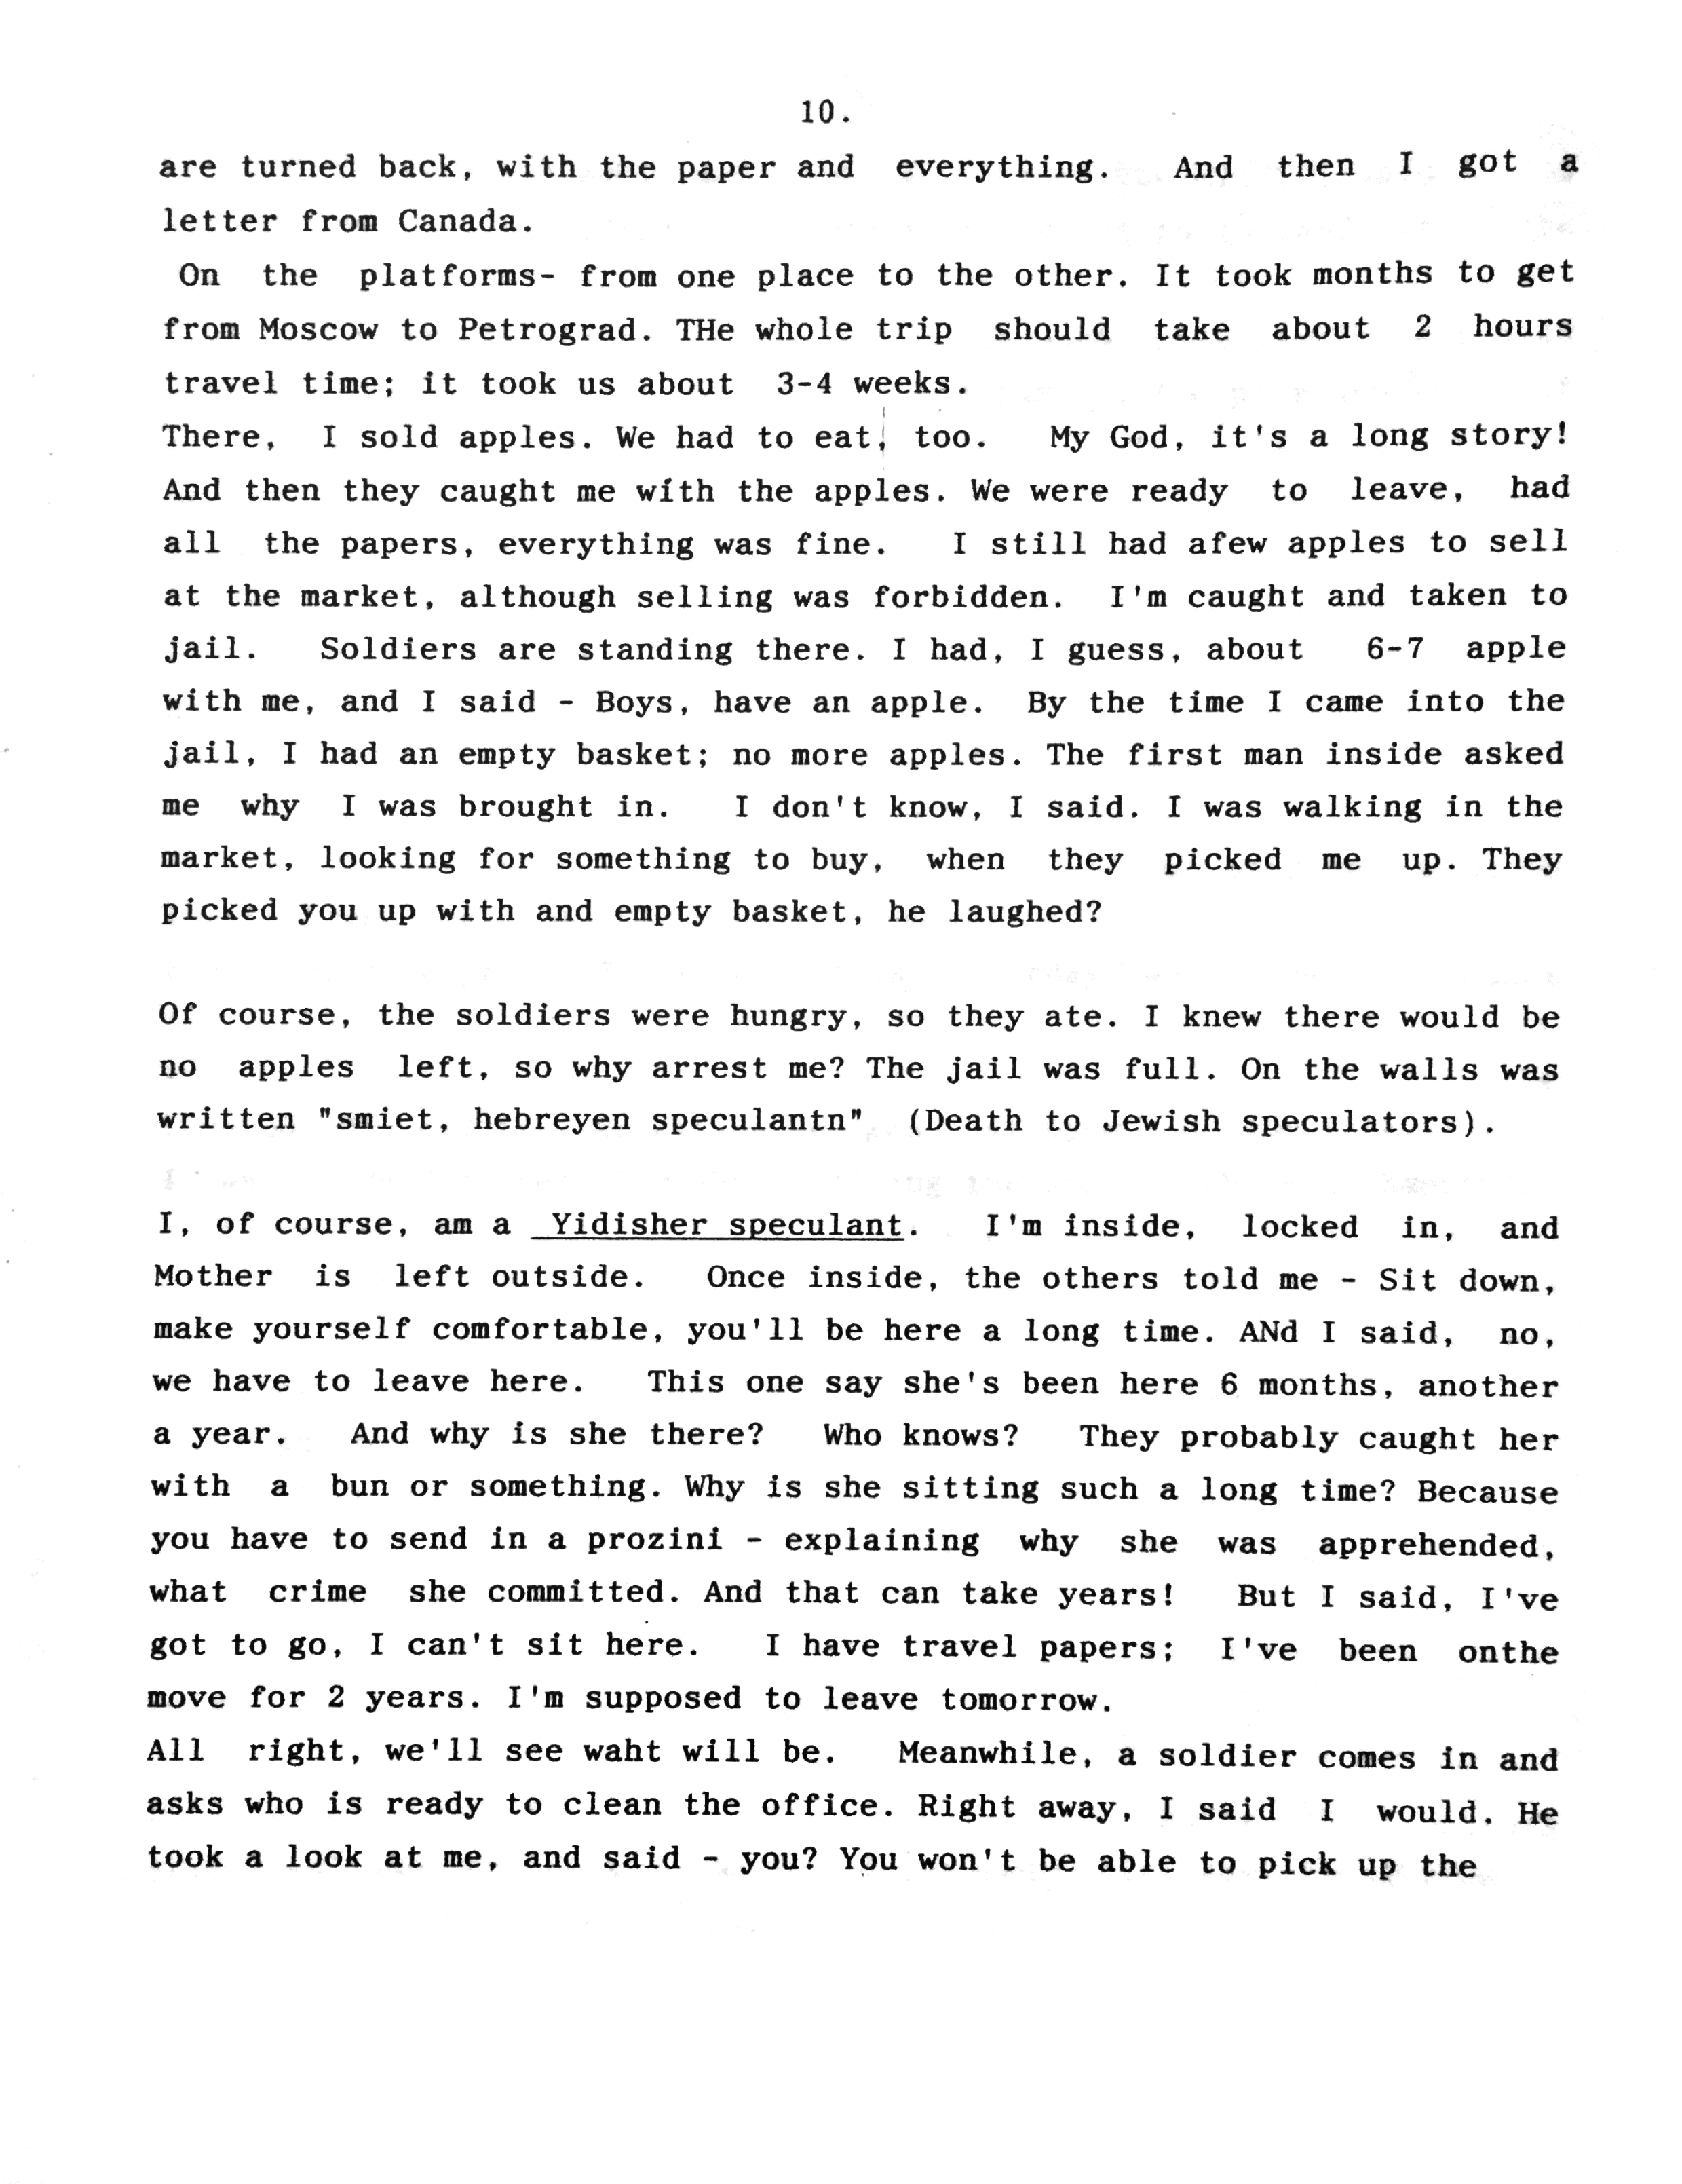 10.
are turned back, with the paper and everything. And then I got a
letter from Canada.
On the platforms- from one place to the other. It took months to get
from Moscow to Petrograd. THe whole trip should take about 2 hours
travel time; it took us about 3-4 weeks.
There, I sold apples. We had to eat, too. My God, it's a long story!
And then they caught me with the apples. We were ready to leave, had
all the papers, everything was fine. I still had afew apples to sell
at the market, although selling was forbidden. I'm caught and taken to
jail. Soldiers are standing there. I had, I guess, about 6-7 apple
with me, and I said - Boys, have an apple. By the time I came into the
jail, I had an empty basket; no more apples. The first man inside asked
me why I was brought in. I don't know, I said. I was walking in the
market, looking for something to buy, when they picked me up. They
picked you up with and empty basket, he laughed?
Of course, the soldiers were hungry, so they ate. I knew there would be
no apples left, so why arrest me? The jail was full. On the walls was
written "smiet, hebreyen speculantn" (Death to Jewish speculators).
I, of course, am a Yidisher speculant. I'm inside, locked in, and
Mother is left outside. Once inside, the others told me - Sit down,
make yourself comfortable, you'll be here a long time. ANd I said, no,
we have to leave here. This one say she's been here 6 months, another
a year. And why is she there? Who knows? They probably caught her
with a bun or something. Why is she sitting such a long time? Because
you have to send in a prozini - explaining why she was apprehended,
what crime she committed. And that can take years! But I said, I've
got to go, I can't sit here. I have travel papers; I've been onthe
move for 2 years. I'm supposed to leave tomorrow.
All right, we'll see waht will be. Meanwhile, a soldier comes in and
asks who is ready to clean the office. Right away, I said I would. He
took a look at me, and said - you? You won't be able to pick up the